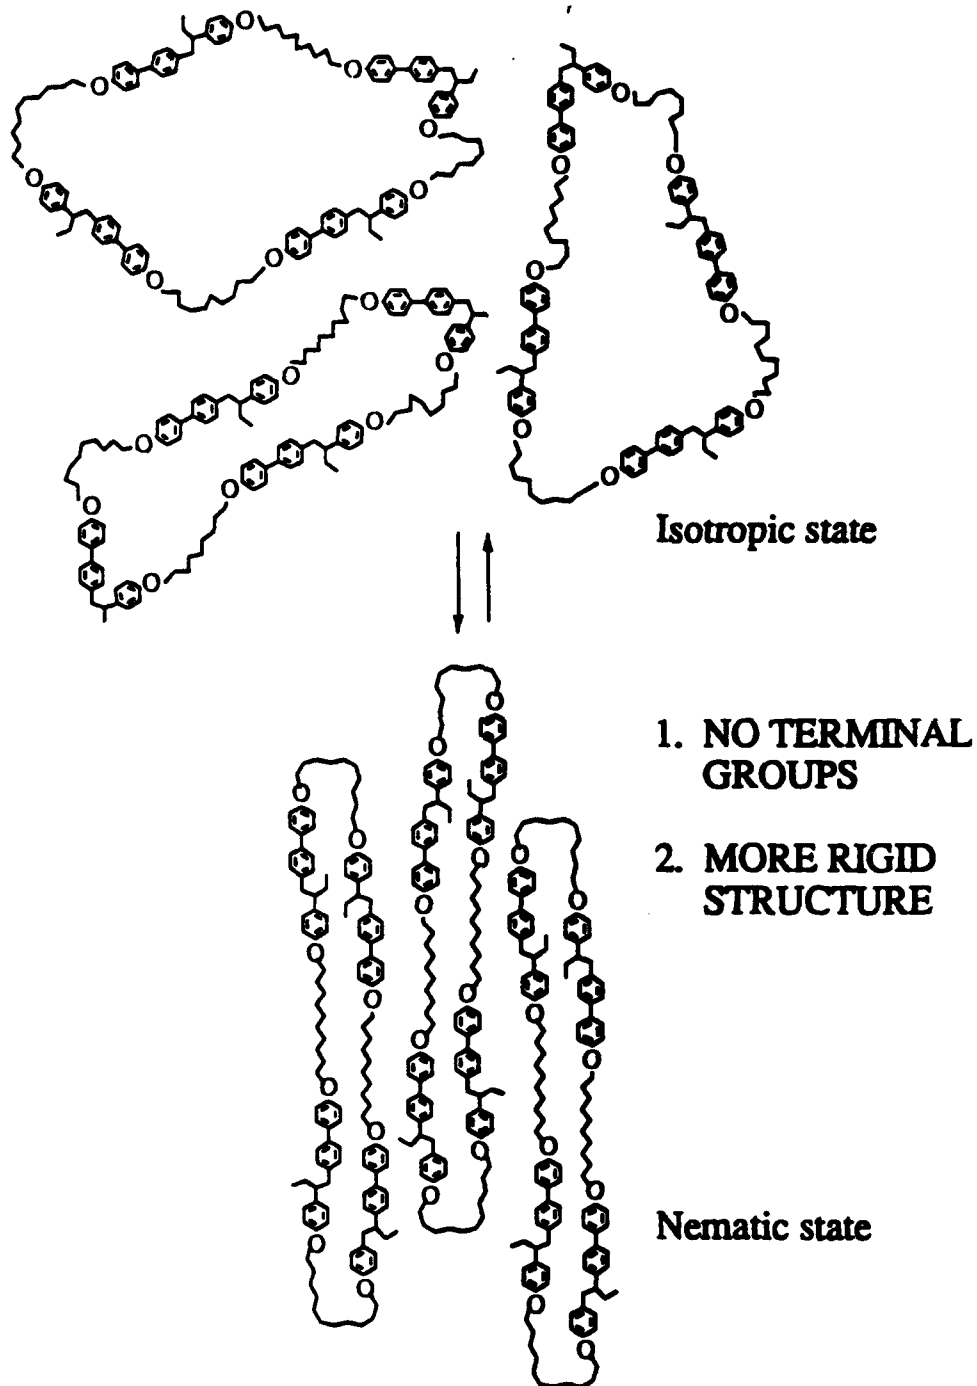 Isotropic state
1. NO TERMINAL
GROUPS
2. MORE RIGID
STRUCTURE
Nematic state